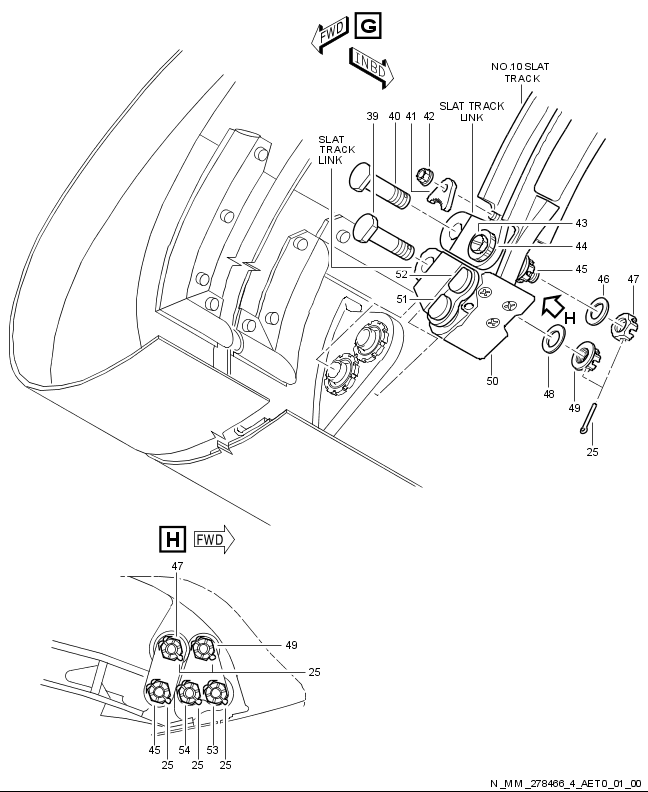 FWD
G
INBD
NO.10 SLAT
TRACK
SLAT TRACK
LINK
39
40
41
42
SLAT
TRACK
LINK
43
44
45
46
47
52
51
H
50
48
49
25
H
FWD
47
49
25
45
54
53
25
25
25
N_MM_278466_4_AET0_01_00